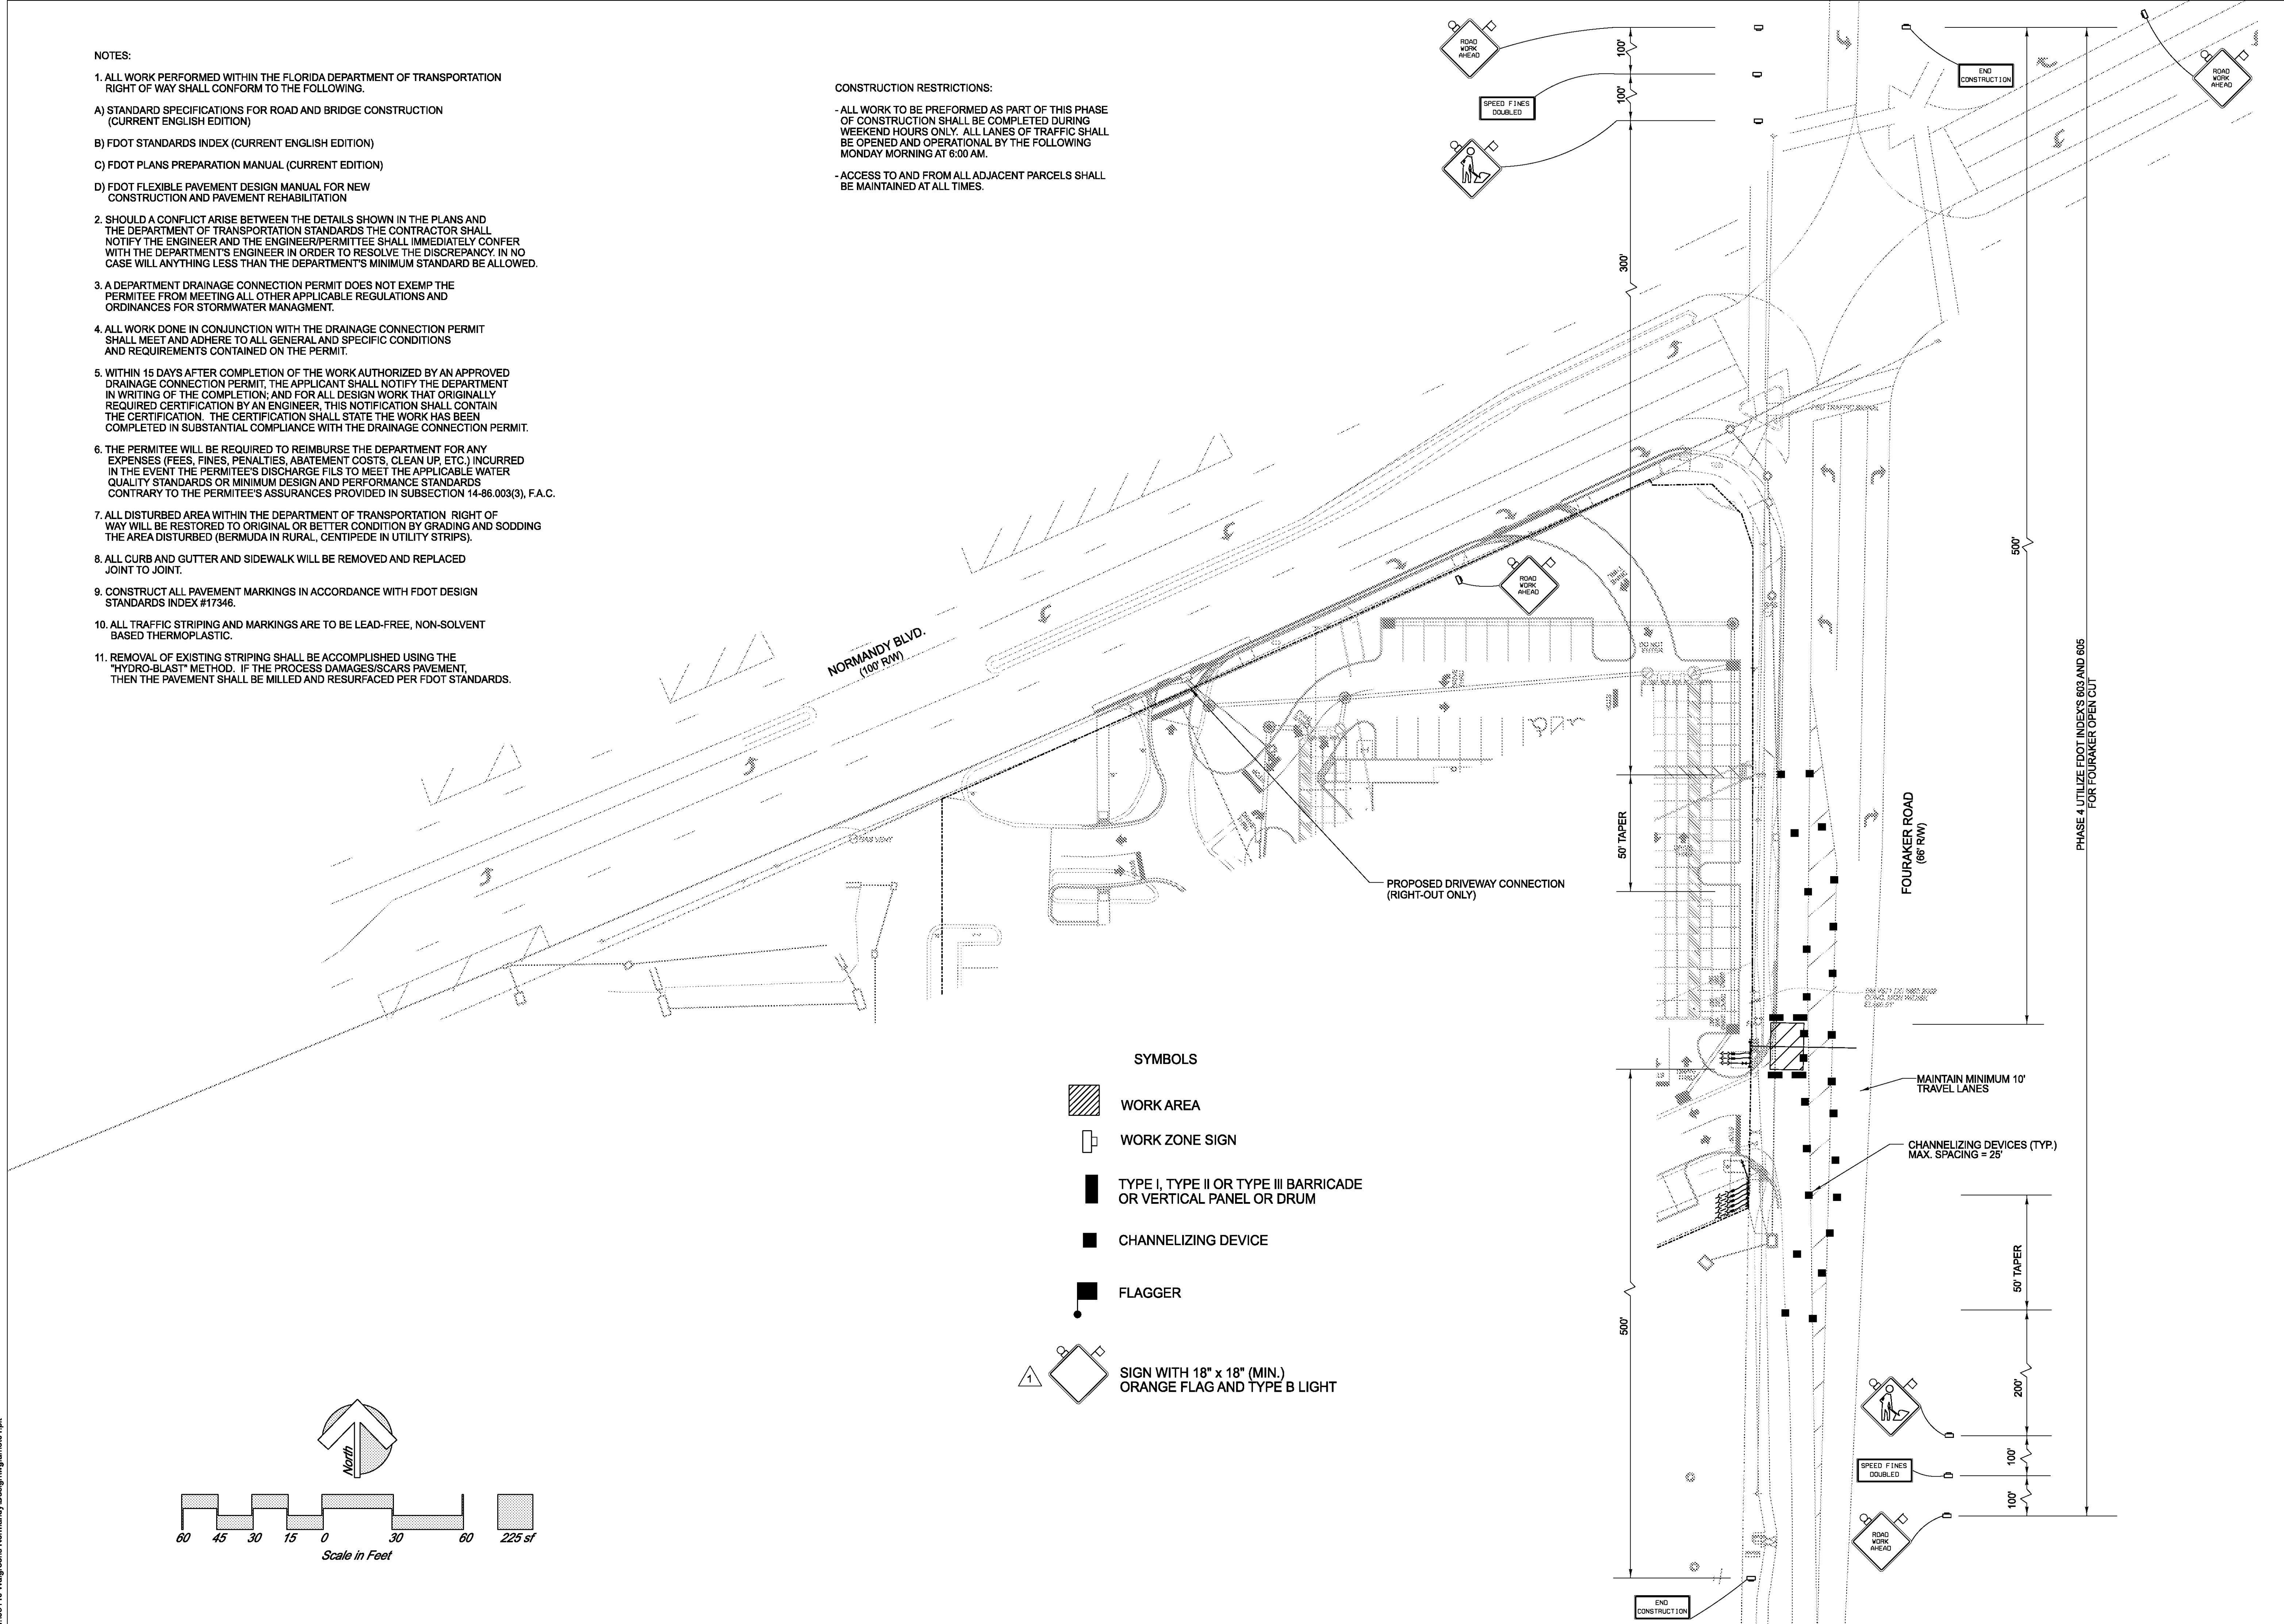 NOTES:
1. ALL WORK PERFORMED WITHIN THE FLORIDA DEPARTMENT OF TRANSPORTATION
RIGHT OF WAY SHALL CONFORM TO THE FOLLOWING.
A) STANDARD SPECIFICATIONS FOR ROAD AND BRIDGE CONSTRUCTION
(CURRENT ENGLISH EDITION)
B) FDOT STANDARDS INDEX (CURRENT ENGLISH EDITION)
C) FDOT PLANS PREPARATION MANUAL (CURRENT EDITION)
D) FDOT FLEXIBLE PAVEMENT DESIGN MANUAL FOR NEW
CONSTRUCTION AND PAVEMENT REHABILITATION
2. SHOULD A CONFLICT ARISE BETWEEN THE DETAILS SHOWN IN THE PLANS AND
THE DEPARTMENT OF TRANSPORTATION STANDARDS THE CONTRACTOR SHALL
NOTIFY THE ENGINEER AND THE ENGINEER/PERMITTEE SHALL IMMEDIATELY CONFER
WITH THE DEPARTMENT'S ENGINEER IN ORDER TO RESOLVE THE DISCREPANCY. IN NO
CASE WILL ANYTHING LESS THAN THE DEPARTMENT'S MINIMUM STANDARD BE ALLOWED.
3. A DEPARTMENT DRAINAGE CONNECTION PERMIT DOES NOT EXEMP THE
PERMITEE FROM MEETING ALL OTHER APPLICABLE REGULATIONS AND
ORDINANCES FOR STORMWATER MANAGMENT.
4. ALL WORK DONE IN CONJUNCTION WITH THE DRAINAGE CONNECTION PERMIT
SHALL MEET AND ADHERE TO ALL GENERAL AND SPECIFIC CONDITIONS
AND REQUIREMENTS CONTAINED ON THE PERMIT.
5. WITHIN 15 DAYS AFTER COMPLETION OF THE WORK AUTHORIZED BY AN APPROVED
DRAINAGE CONNECTION PERMIT, THE APPLICANT SHALL NOTIFY THE DEPARTMENT
IN WRITING OF THE COMPLETION; AND FOR ALL DESIGN WORK THAT ORIGINALLY
REQUIRED CERTIFICATION BY AN ENGINEER, THIS NOTIFICATION SHALL CONTAIN
THE CERTIFICATION. THE CERTIFICATION SHALL STATE THE WORK HAS BEEN
COMPLETED IN SUBSTANTIAL COMPLIANCE WITH THE DRAINAGE CONNECTION PERMIT.
6. THE PERMITEE WILL BE REQUIRED TO REIMBURSE THE DEPARTMENT FOR ANY
EXPENSES (FEES, FINES, PENALTIES, ABATEMENT COSTS, CLEAN UP, ETC.) INCURRED
IN THE EVENT THE PERMITEE'S DISCHARGE FILS TO MEET THE APPLICABLE WATER
QUALITY STANDARDS OR MINIMUM DESIGN AND PERFORMANCE STANDARDS
CONTRARY TO THE PERMITEE'S ASSURANCES PROVIDED IN SUBSECTION 14-86.003(3), F.A.C.
7. ALL DISTURBED AREA WITHIN THE DEPARTMENT OF TRANSPORTATION RIGHT OF
WAY WILL BE RESTORED TO ORIGINAL OR BETTER CONDITION BY GRADING AND SODDING
THE AREA DISTURBED (BERMUDA IN RURAL, CENTIPEDE IN UTILITY STRIPS).
8. ALL CURB AND GUTTER AND SIDEWALK WILL BE REMOVED AND REPLACED
JOINT TO JOINT.
9. CONSTRUCT ALL PAVEMENT MARKINGS IN ACCORDANCE WITH FDOT DESIGN
STANDARDS INDEX #17346.
10. ALL TRAFFIC STRIPING AND MARKINGS ARE TO BE LEAD-FREE, NON-SOLVENT
BASED THERMOPLASTIC.
11. REMOVAL OF EXISTING STRIPING SHALL BE ACCOMPLISHED USING THE
"HYDRO-BLAST" METHOD. IF THE PROCESS DAMAGES/SCARS PAVEMENT,
THEN THE PAVEMENT SHALL BE MILLED AND RESURFACED PER FDOT STANDARDS.
CONSTRUCTION RESTRICTIONS:
- ALL WORK TO BE PREFORMED AS PART OF THIS PHASE
OF CONSTRUCTION SHALL BE COMPLETED DURING
WEEKEND HOURS ONLY. ALL LANES OF TRAFFIC SHALL
BE OPENED AND OPERATIONAL BY THE FOLLOWING
MONDAY MORNING AT 6:00 AM.
- ACCESS TO AND FROM ALL ADJACENT PARCELS SHALL
BE MAINTAINED AT ALL TIMES.
ROAD
WORK
AHEAD
SPEED FINES
DOUBLED
100'
100'
300'
END
CONSTRUCTION
ROAD
WORK
AHEAD
ROAD
WORK
AHEAD
DO NOT
ENTER
NORMANDY BLVD.
(100' R/W)
500'
PHASE 4 UTILIZE FDOT INDEX'S 603 AND 605
FOR FOURAKER OPEN CUT
50' TAPER
FOURAKER ROAD
(66' R/W)
PROPOSED DRIVEWAY CONNECTION
(RIGHT-OUT ONLY)
MAINTAIN MINIMUM 10'
TRAVEL LANES
CHANNELIZING DEVICES (TYP.)
MAX. SPACING = 25'
SYMBOLS
WORK AREA
WORK ZONE SIGN
TYPE I, TYPE II OR TYPE III BARRICADE
OR VERTICAL PANEL OR DRUM
CHANNELIZING DEVICE
FLAGGER
1
SIGN WITH 18" x 18" (MIN.)
ORANGE FLAG AND TYPE B LIGHT
500'
50' TAPER
200'
100'
100'
SPEED FINES
DOUBLED
ROAD
WORK
AHEAD
END
CONSTRUCTION
North
60 45 30 15 0 30 60 225 sf
Scale in Feet